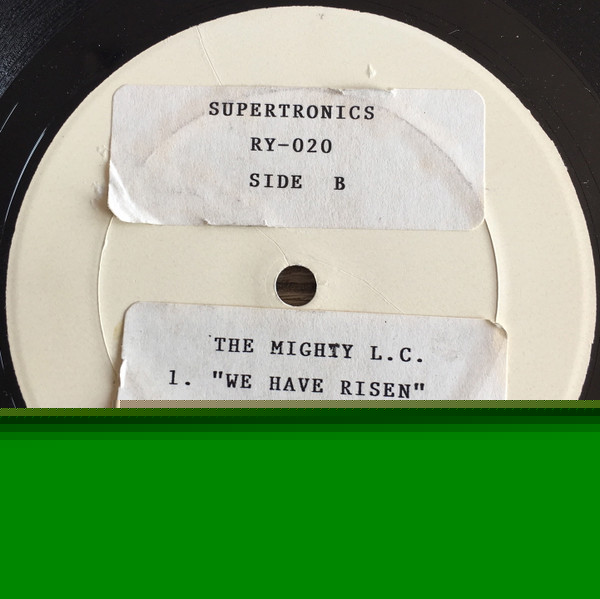 SUPERTRONICS
RY-020
SIDE B
THE MIGHTY L.C.
1. "WE HAVE RISEN"